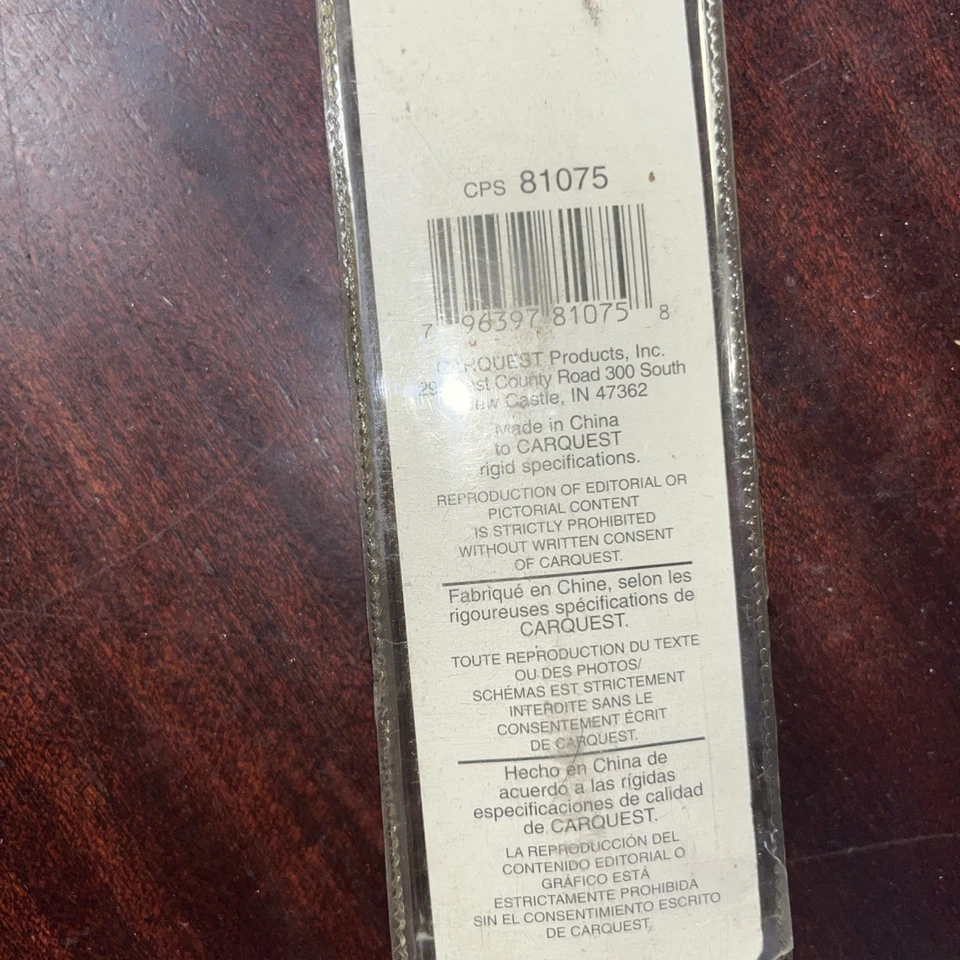 CPS 81075
7 96397 81075 8
CARQUEST Products, Inc.
County Road 300 South
New Castle, IN 47362
Made in China
to CARQUEST
rigid specifications.
REPRODUCTION OF EDITORIAL OR
PICTORIAL CONTENT
IS STRICTLY PROHIBITED
WITHOUT WRITTEN CONSENT
OF CARQUEST.
Fabriqué en Chine, selon les
rigoureuses spécifications de
CARQUEST.
TOUTE REPRODUCTION DU TEXTE
OU DES PHOTOS/
SCHÉMAS EST STRICTEMENT
INTERDITE SANS LE
CONSENTEMENT ÉCRIT
DE CARQUEST.
Hecho en China de
acuerdo a las rígidas
especificaciones de calidad
de CARQUEST.
LA REPRODUCCIÓN DEL
CONTENIDO EDITORIAL O
GRÁFICO ESTÁ
ESTRICTAMENTE PROHIBIDA
SIN EL CONSENTIMIENTO ESCRITO
DE CARQUEST.